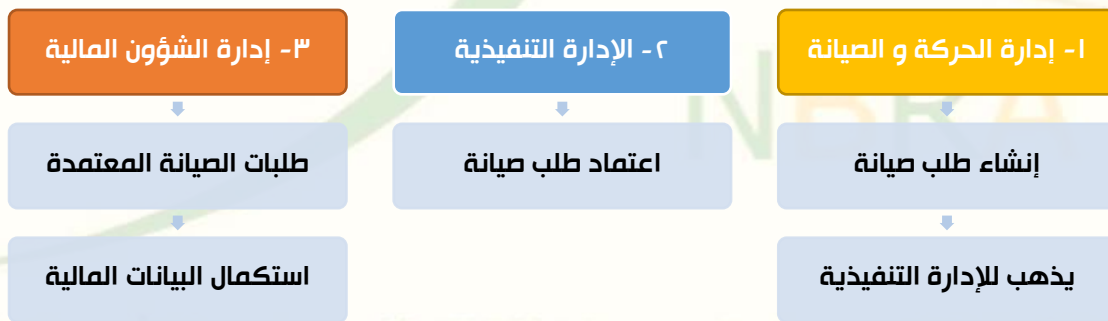 ١- إدارة الحركة و الصيانة
إنشاء طلب صيانة
يذهب للإدارة التنفيذية
٢- الإدارة التنفيذية
اعتماد طلب صيانة
٣- إدارة الشؤون المالية
طلبات الصيانة المعتمدة
استكمال البيانات المالية
NBRA